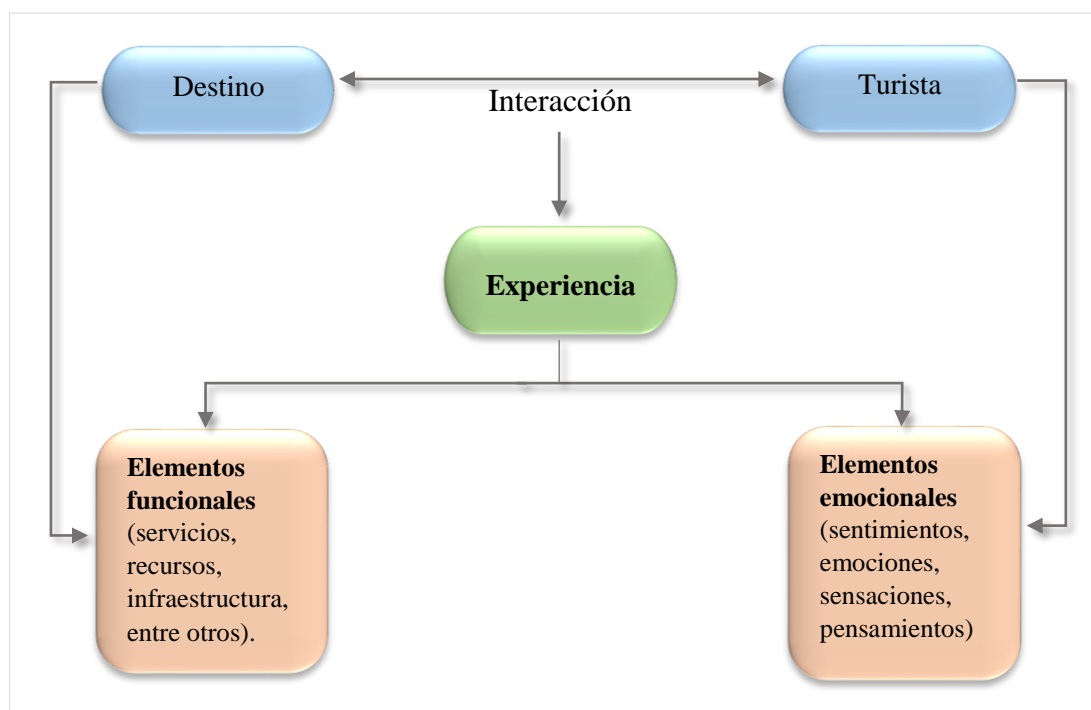 Destino
Turista
Interacción
Experiencia
Elementos
funcionales
(servicios,
recursos,
infraestructura,
entre otros).
Elementos
emocionales
(sentimientos,
emociones,
sensaciones,
pensamientos)